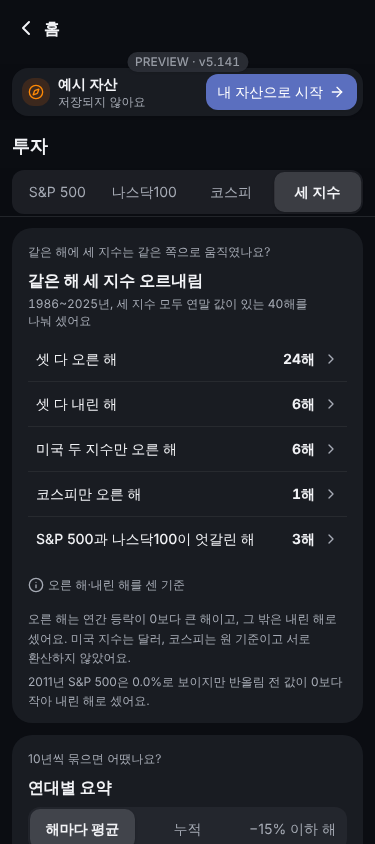 홈
PREVIEW · v5.141
예시 자산
저장되지 않아요
내 자산으로 시작 →
투자
S&P 500
나스닥100
코스피
세 지수
같은 해에 세 지수는 같은 쪽으로 움직였나요?
같은 해 세 지수 오르내림
1986~2025년, 세 지수 모두 연말 값이 있는 40해를
나눠 셌어요
셋 다 오른 해 24해
셋 다 내린 해 6해
미국 두 지수만 오른 해 6해
코스피만 오른 해 1해
S&P 500과 나스닥100이 엇갈린 해 3해
오른 해·내린 해를 센 기준
오른 해는 연간 등락이 0보다 큰 해이고, 그 밖은 내린 해로
셌어요. 미국 지수는 달러, 코스피는 원 기준이고 서로
환산하지 않았어요.
2011년 S&P 500은 0.0%로 보이지만 반올림 전 값이 0보다
작아 내린 해로 셌어요.
10년씩 묶으면 어땠나요?
연대별 요약
해마다 평균
누적
−15% 이하 해